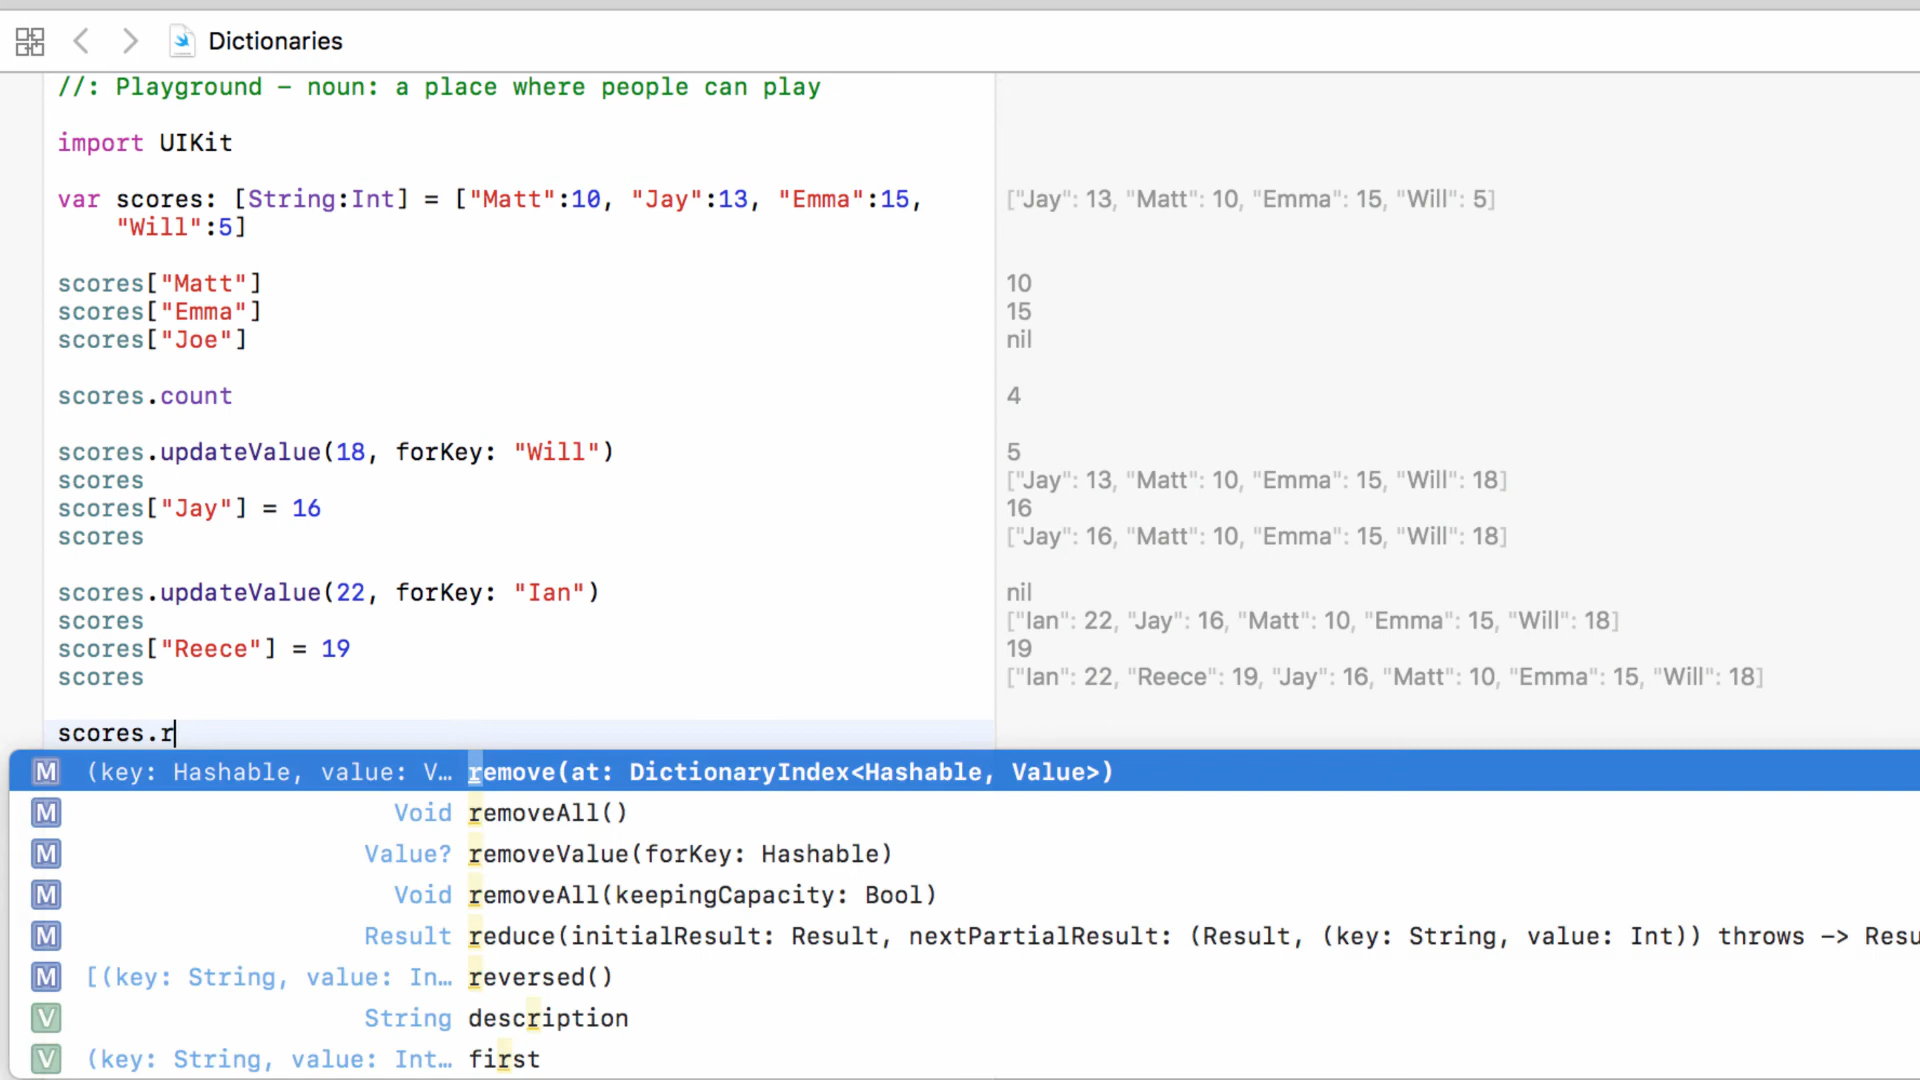 Dictionaries
//: Playground – noun: a place where people can play
import UIKit
var scores: [String:Int] = ["Matt":10, "Jay":13, "Emma":15,
"Will":5]
["Jay": 13, "Matt": 10, "Emma": 15, "Will": 5]
scores["Matt"]
10
scores["Emma"]
15
scores["Joe"]
nil
scores.count
4
scores.updateValue(18, forKey: "Will")
5
scores
["Jay": 13, "Matt": 10, "Emma": 15, "Will": 18]
scores["Jay"] = 16
16
scores
["Jay": 16, "Matt": 10, "Emma": 15, "Will": 18]
scores.updateValue(22, forKey: "Ian")
nil
scores
["Ian": 22, "Jay": 16, "Matt": 10, "Emma": 15, "Will": 18]
scores["Reece"] = 19
19
scores
["Ian": 22, "Reece": 19, "Jay": 16, "Matt": 10, "Emma": 15, "Will": 18]
scores.r
M (key: Hashable, value: V… remove(at: DictionaryIndex<Hashable, Value>)
M Void removeAll()
M Value? removeValue(forKey: Hashable)
M Void removeAll(keepingCapacity: Bool)
M Result reduce(initialResult: Result, nextPartialResult: (Result, (key: String, value: Int)) throws -> Resu
M [(key: String, value: In… reversed()
V String description
V (key: String, value: Int… first